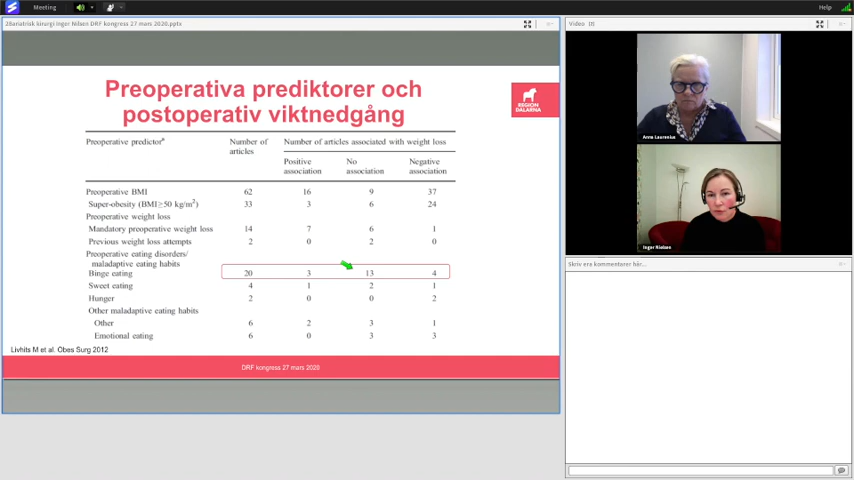 Meeting
Help
28ariatrisk kirurgi Inger Nilsen DRF kongress 27 mars 2020.pptx
Preoperativa prediktorer och
postoperativ viktnedgång
REGION
DALARNA
Preoperative predictorᵃ Number of articles Number of articles associated with weight loss
Positive association No association Negative association
Preoperative BMI 62 16 9 37
Super-obesity (BMI≥50 kg/m²) 33 3 6 24
Preoperative weight loss
Mandatory preoperative weight loss 14 7 6 1
Previous weight loss attempts 2 0 2 0
Preoperative eating disorders/
maladaptive eating habits
Binge eating 20 3 13 4
Sweet eating 4 1 2 1
Hunger 2 0 0 2
Other maladaptive eating habits
Other 6 2 3 1
Emotional eating 6 0 3 3
Livhits M et al. Obes Surg 2012
DRF kongress 27 mars 2020
Video
Anna Laurenius
Inger Nielsen
Skriv ere kommentarer här...